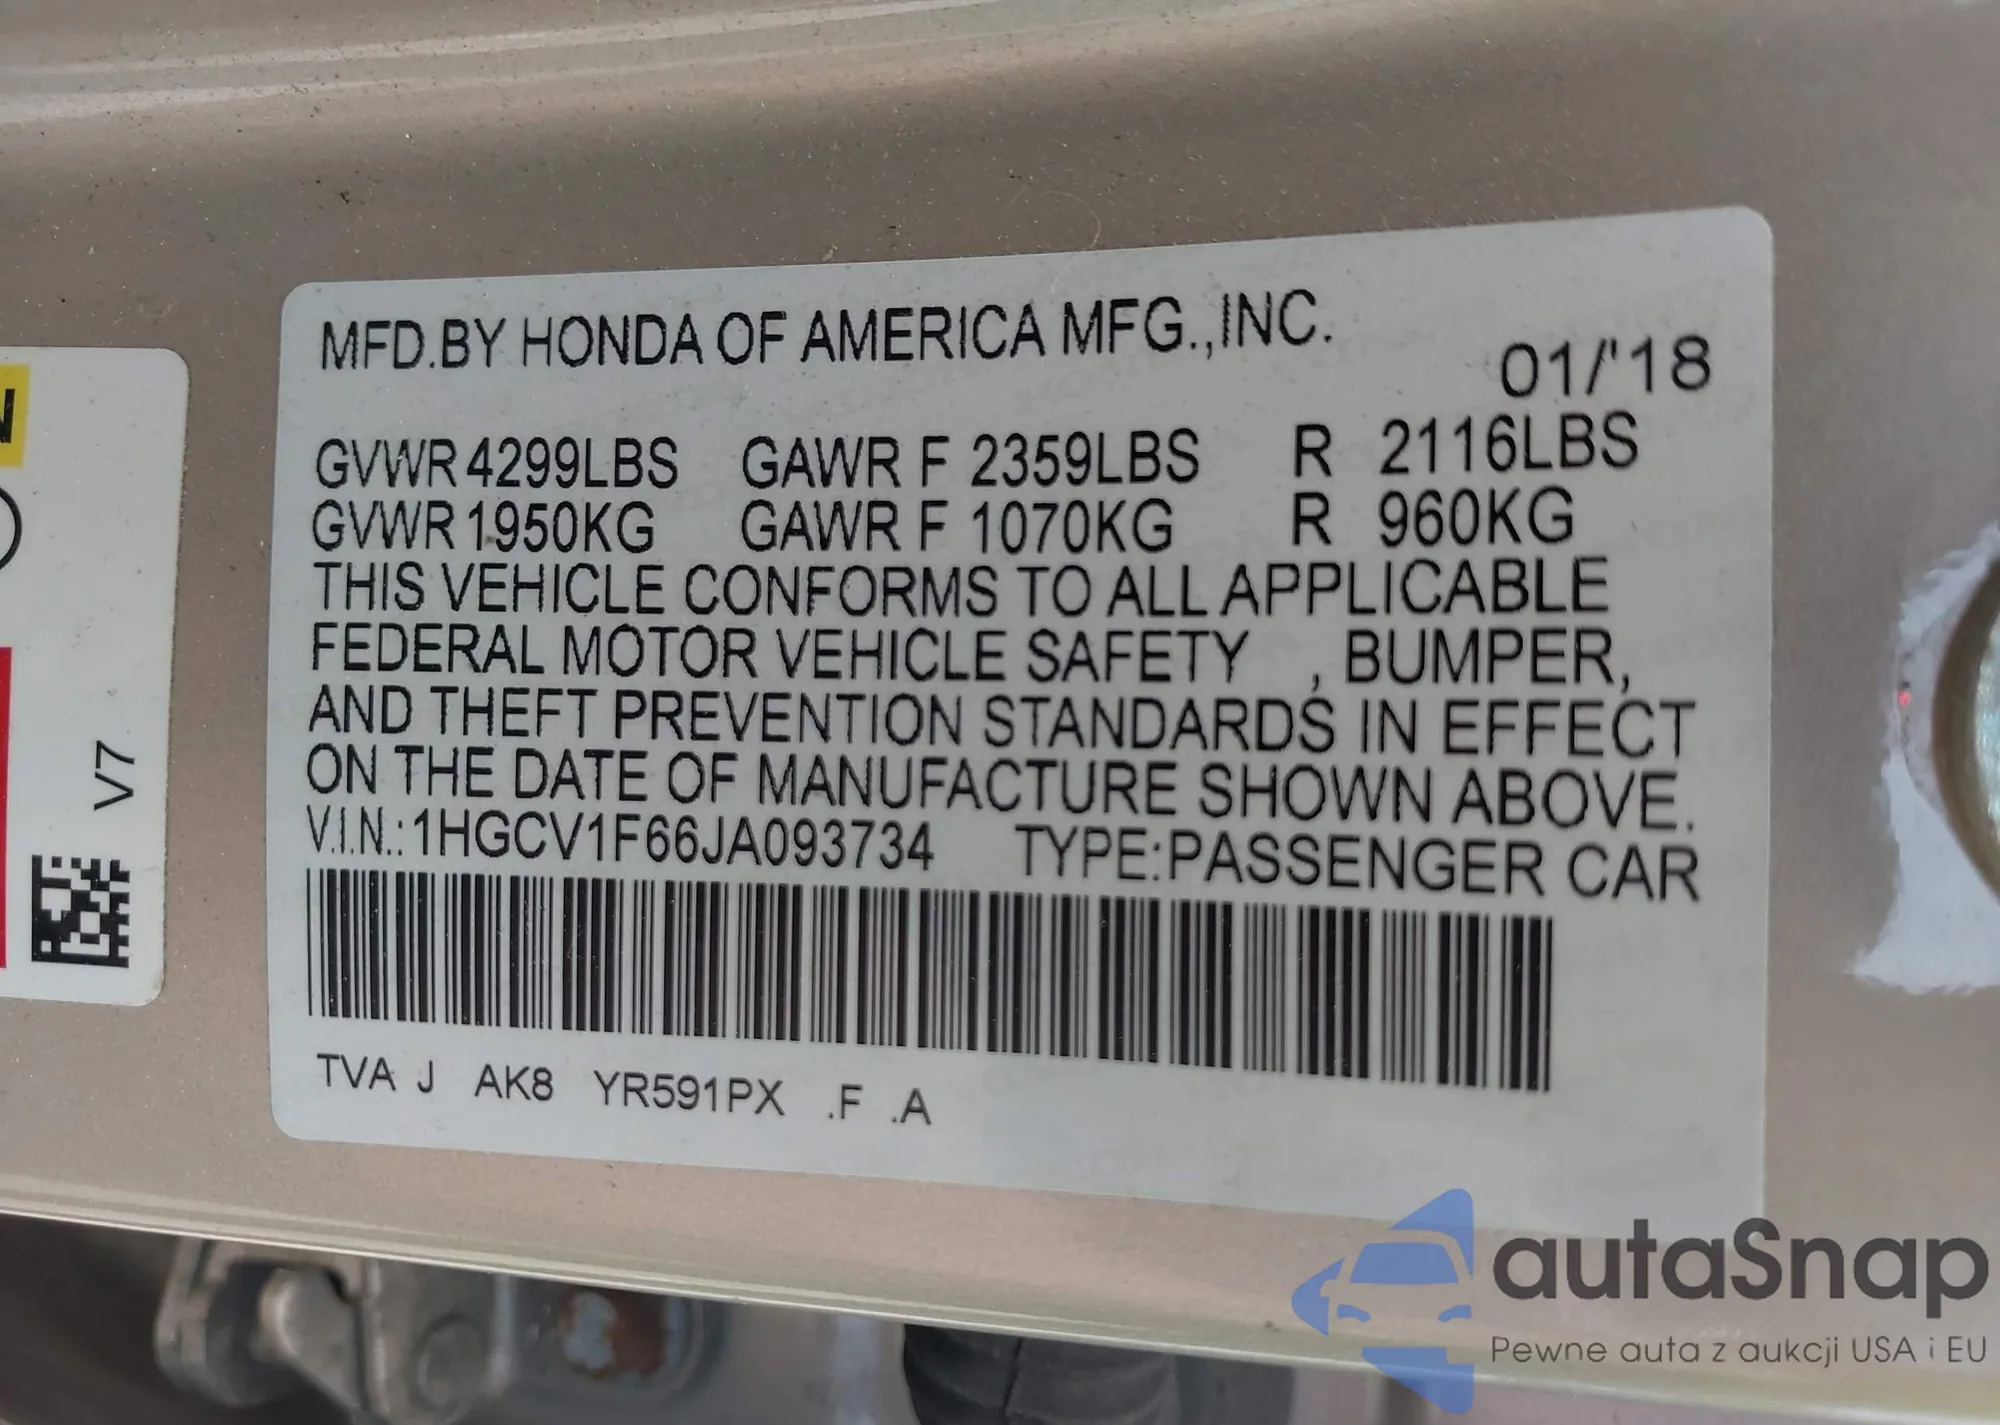 MFD.BY HONDA OF AMERICA MFG.,INC.
01/'18
GVWR 4299LBS GAWR F 2359LBS R 2116LBS
GVWR 1950KG GAWR F 1070KG R 960KG
THIS VEHICLE CONFORMS TO ALL APPLICABLE
FEDERAL MOTOR VEHICLE SAFETY , BUMPER,
AND THEFT PREVENTION STANDARDS IN EFFECT
ON THE DATE OF MANUFACTURE SHOWN ABOVE.
V.I.N.: 1HGCV1F66JA093734 TYPE:PASSENGER CAR
TVA J AK8 YR591PX .F .A
V7
autaSnap
Pewne auta z aukcji USA i EU